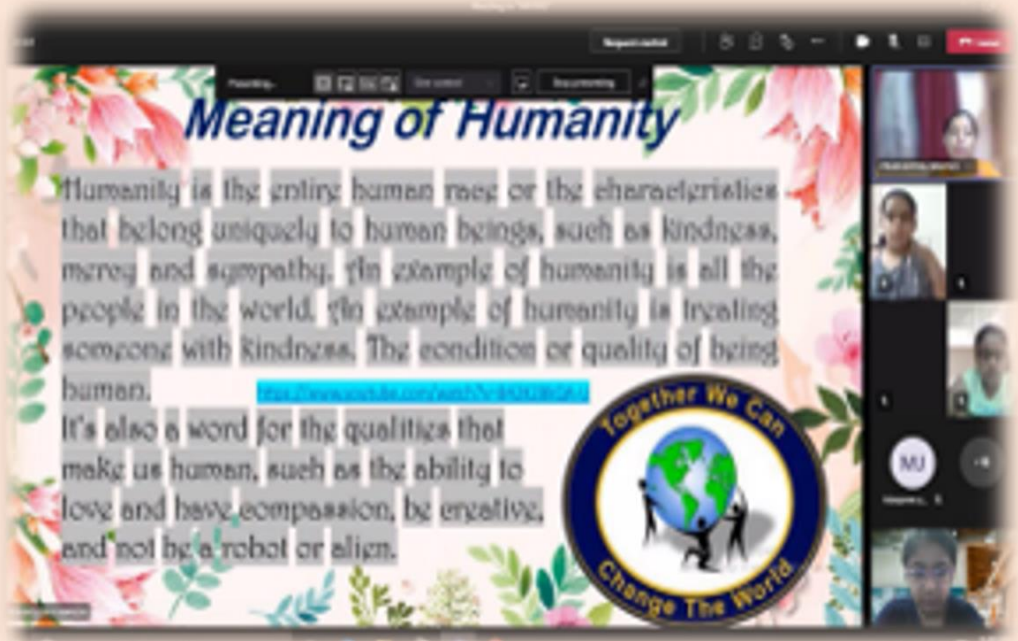 Request control
Presenting...
Stop presenting
Meaning of Humanity
Humanity is the entire human race or the characteristics
that belong uniquely to human beings, such as kindness,
mercy and sympathy. An example of humanity is all the
people in the world. An example of humanity is treating
someone with kindness. The condition or quality of being
human.
It's also a word for the qualities that
make us human, such as the ability to
love and have compassion, be creative,
and not be a robot or alien.
Together We Can
Change The World
MJ